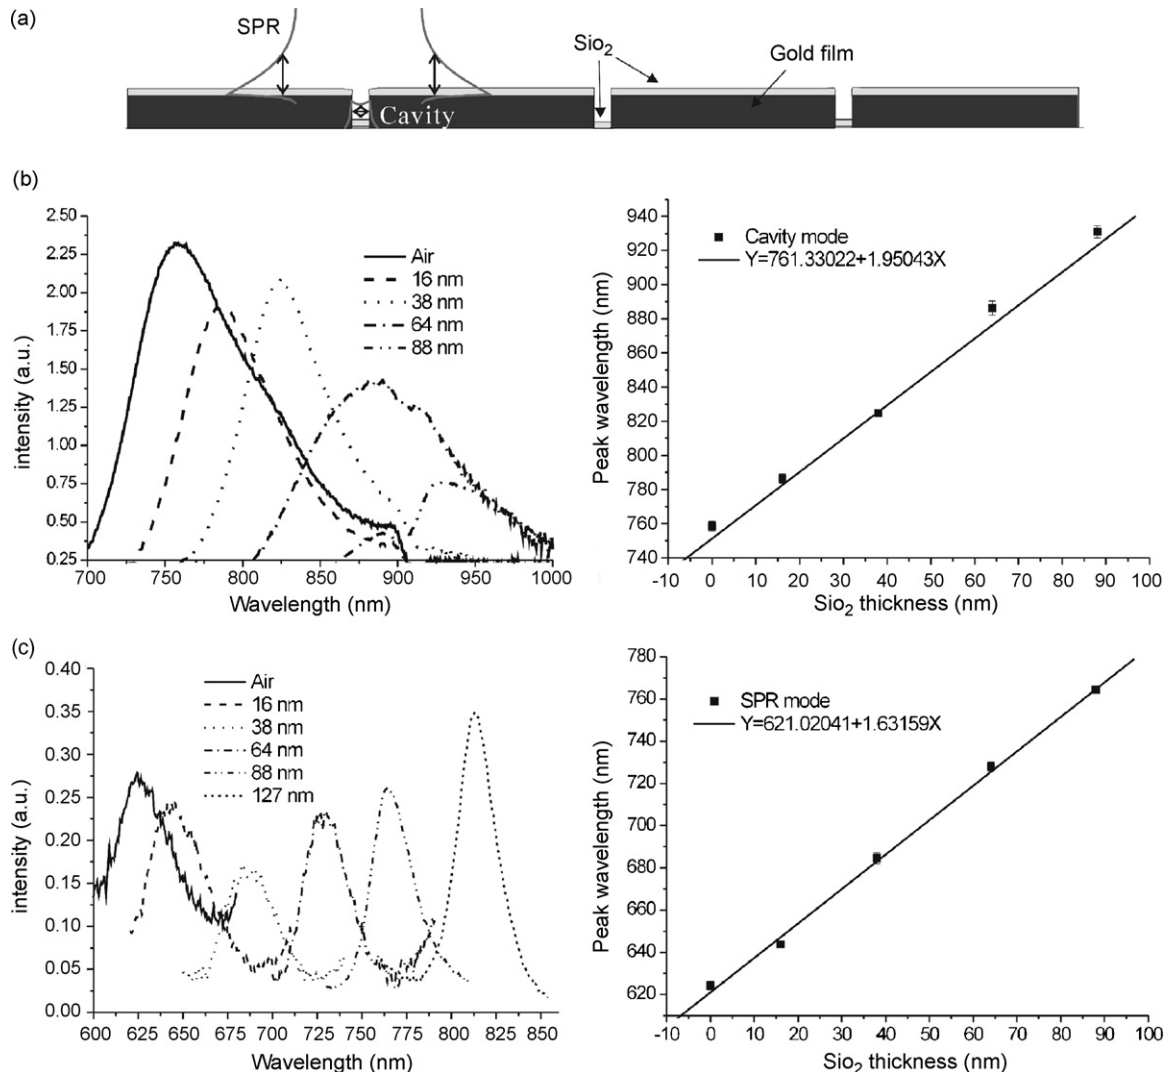 (a)
SPR
Sio2
Gold film
Cavity
(b)
2.50
2.25
2.00
1.75
1.50
1.25
1.00
0.75
0.50
0.25
intensity (a.u.)
Air
16 nm
38 nm
64 nm
88 nm
700 750 800 850 900 950 1000
Wavelength (nm)
940
920
900
880
860
840
820
800
780
760
740
Peak wavelength (nm)
Cavity mode
Y=761.33022+1.95043X
-10 0 10 20 30 40 50 60 70 80 90 100
Sio2 thickness (nm)
(c)
0.40
0.35
0.30
0.25
0.20
0.15
0.10
0.05
0.00
intensity (a.u.)
Air
16 nm
38 nm
64 nm
88 nm
127 nm
600 625 650 675 700 725 750 775 800 825 850
Wavelength (nm)
780
760
740
720
700
680
660
640
620
Peak wavelength (nm)
SPR mode
Y=621.02041+1.63159X
-10 0 10 20 30 40 50 60 70 80 90 100
Sio2 thickness (nm)